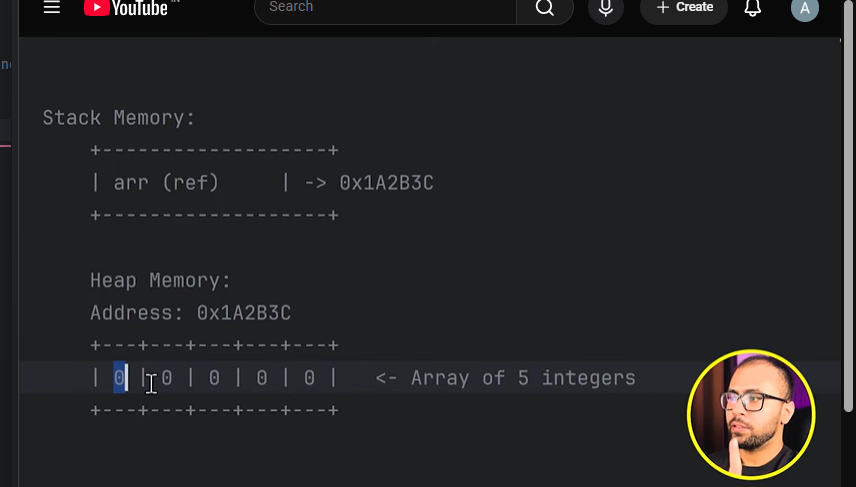 YouTube
Search
Create
A
Stack Memory:
+-------------------+
| arr (ref)     | -> 0x1A2B3C
+-------------------+
Heap Memory:
Address: 0x1A2B3C
+---+---+---+---+---+
| 0 | 0 | 0 | 0 | 0 |   <- Array of 5 integers
+---+---+---+---+---+